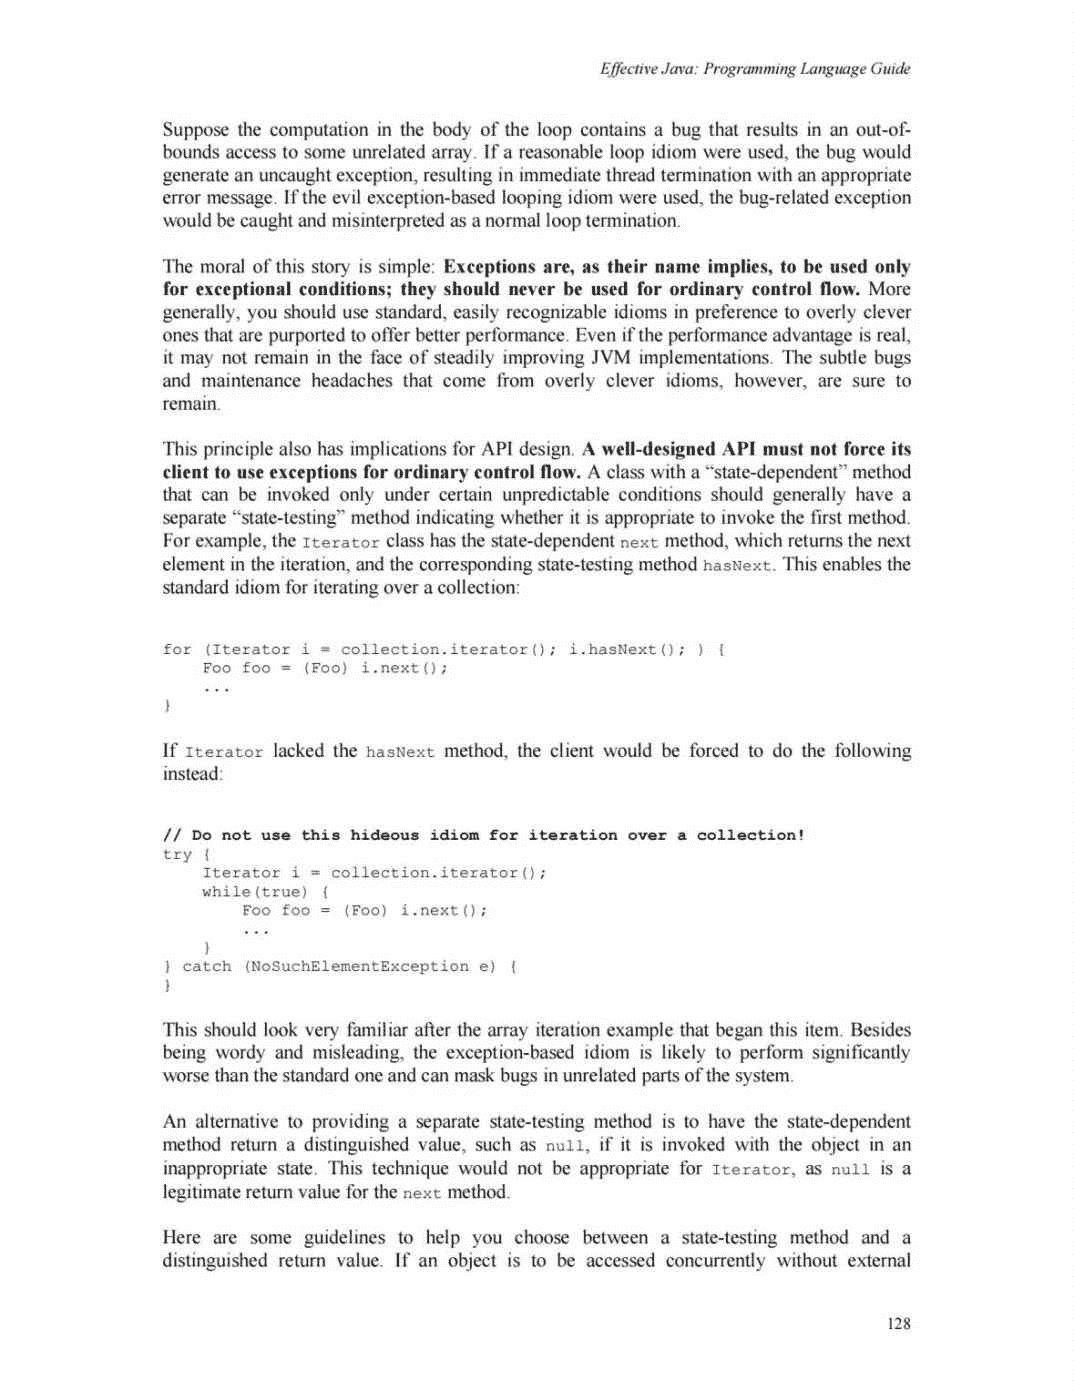 Effective Java: Programming Language Guide
Suppose the computation in the body of the loop contains a bug that results in an out-of-
bounds access to some unrelated array. If a reasonable loop idiom were used, the bug would
generate an uncaught exception, resulting in immediate thread termination with an appropriate
error message. If the evil exception-based looping idiom were used, the bug-related exception
would be caught and misinterpreted as a normal loop termination.
The moral of this story is simple: Exceptions are, as their name implies, to be used only
for exceptional conditions; they should never be used for ordinary control flow. More
generally, you should use standard, easily recognizable idioms in preference to overly clever
ones that are purported to offer better performance. Even if the performance advantage is real,
it may not remain in the face of steadily improving JVM implementations. The subtle bugs
and maintenance headaches that come from overly clever idioms, however, are sure to
remain.
This principle also has implications for API design. A well-designed API must not force its
client to use exceptions for ordinary control flow. A class with a “state-dependent” method
that can be invoked only under certain unpredictable conditions should generally have a
separate “state-testing” method indicating whether it is appropriate to invoke the first method.
For example, the Iterator class has the state-dependent next method, which returns the next
element in the iteration, and the corresponding state-testing method hasNext. This enables the
standard idiom for iterating over a collection:
for (Iterator i = collection.iterator(); i.hasNext(); ) {
    Foo foo = (Foo) i.next();
    ...
}
If Iterator lacked the hasNext method, the client would be forced to do the following
instead:
// Do not use this hideous idiom for iteration over a collection!
try {
    Iterator i = collection.iterator();
    while(true) {
        Foo foo = (Foo) i.next();
        ...
    }
} catch (NoSuchElementException e) {
}
This should look very familiar after the array iteration example that began this item. Besides
being wordy and misleading, the exception-based idiom is likely to perform significantly
worse than the standard one and can mask bugs in unrelated parts of the system.
An alternative to providing a separate state-testing method is to have the state-dependent
method return a distinguished value, such as null, if it is invoked with the object in an
inappropriate state. This technique would not be appropriate for Iterator, as null is a
legitimate return value for the next method.
Here are some guidelines to help you choose between a state-testing method and a
distinguished return value. If an object is to be accessed concurrently without external
128